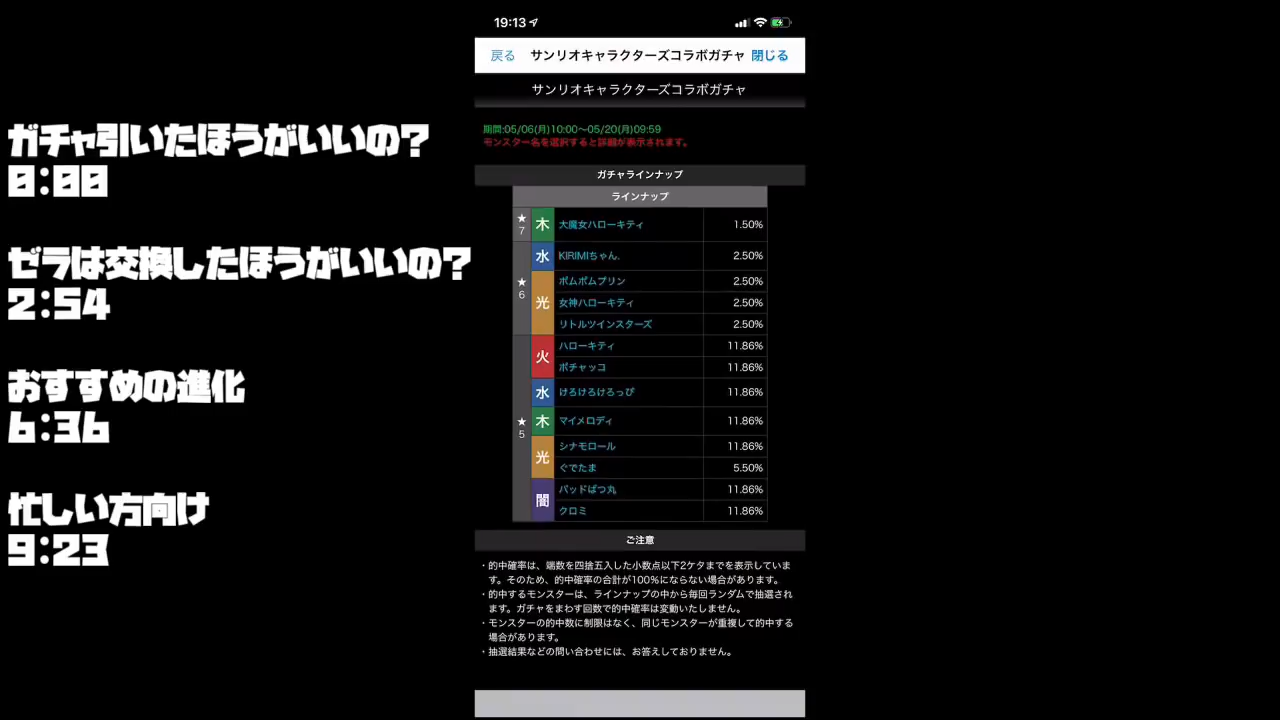 ガチャ引いたほうがいいの?
0:00
ゼラは交換したほうがいいの?
2:54
おすすめの進化
6:36
忙しい方向け
9:23
19:13
戻る サンリオキャラクターズコラボガチャ 閉じる
サンリオキャラクターズコラボガチャ
期間:05/06(月)10:00〜05/20(月)09:59
モンスター名を選択すると詳細が表示されます。
ガチャラインナップ
ラインナップ
★7 木 大魔女ハローキティ 1.50%
★6 水 KIRIMIちゃん. 2.50%
光 ポムポムプリン 2.50%
女神ハローキティ 2.50%
リトルツインスターズ 2.50%
★5 火 ハローキティ 11.86%
ポチャッコ 11.86%
水 けろけろけろっぴ 11.86%
木 マイメロディ 11.86%
光 シナモロール 11.86%
ぐでたま 5.50%
闇 バッドばつ丸 11.86%
クロミ 11.86%
ご注意
・的中確率は、端数を四捨五入した小数点以下2ケタまでを表示していま
す。そのため、的中確率の合計が100%にならない場合があります。
・的中するモンスターは、ラインナップの中から毎回ランダムで抽選され
ます。ガチャをまわす回数で的中確率は変動いたしません。
・モンスターの的中数に制限はなく、同じモンスターが重複して的中する
場合があります。
・抽選結果などの問い合わせには、お答えしておりません。